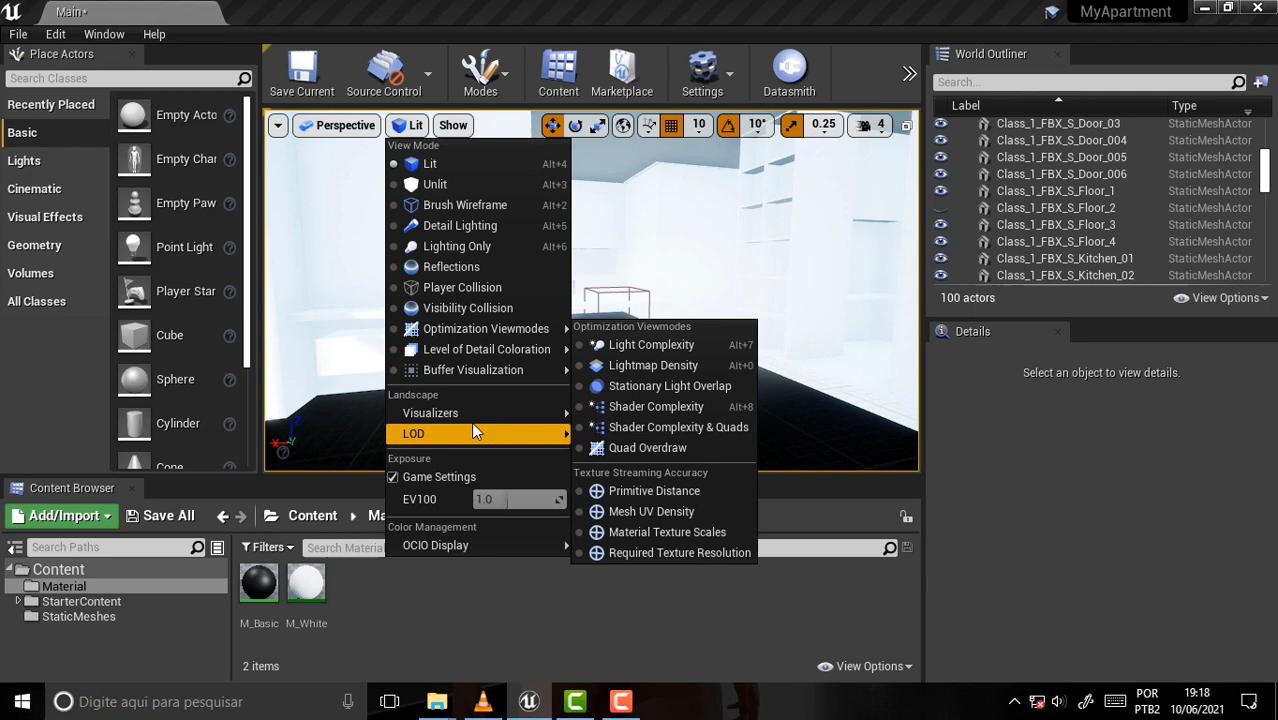 Main*
MyApartment
File Edit Window Help
Place Actors
Search Classes
Recently Placed
Basic
Lights
Cinematic
Visual Effects
Geometry
Volumes
All Classes
Empty Acto
Empty Char
Empty Paw
Point Light
Player Star
Cube
Sphere
Cylinder
Cone
Save Current
Source Control
Modes
Content
Marketplace
Settings
Datasmith
Perspective
Lit
Show
10
10°
0.25
4
View Mode
Lit Alt+4
Unlit Alt+3
Brush Wireframe Alt+2
Detail Lighting Alt+5
Lighting Only Alt+6
Reflections
Player Collision
Visibility Collision
Optimization Viewmodes
Level of Detail Coloration
Buffer Visualization
Landscape
Visualizers
LOD
Exposure
Game Settings
EV100 1.0
Color Management
OCIO Display
Optimization Viewmodes
Light Complexity Alt+7
Lightmap Density Alt+0
Stationary Light Overlap
Shader Complexity Alt+8
Shader Complexity & Quads
Quad Overdraw
Texture Streaming Accuracy
Primitive Distance
Mesh UV Density
Material Texture Scales
Required Texture Resolution
World Outliner
Search...
Label Type
Class_1_FBX_S_Door_03 StaticMeshActor
Class_1_FBX_S_Door_004 StaticMeshActor
Class_1_FBX_S_Door_005 StaticMeshActor
Class_1_FBX_S_Door_006 StaticMeshActor
Class_1_FBX_S_Floor_1 StaticMeshActor
Class_1_FBX_S_Floor_2 StaticMeshActor
Class_1_FBX_S_Floor_3 StaticMeshActor
Class_1_FBX_S_Floor_4 StaticMeshActor
Class_1_FBX_S_Kitchen_01 StaticMeshActor
Class_1_FBX_S_Kitchen_02 StaticMeshActor
100 actors View Options
Details
Select an object to view details.
Content Browser
Add/Import Save All Content Ma
Search Paths
Filters
Search Material
Content
Material
StarterContent
StaticMeshes
M_Basic
M_White
2 items
View Options
Digite aqui para pesquisar
POR
PTB2
19:18
10/06/2021